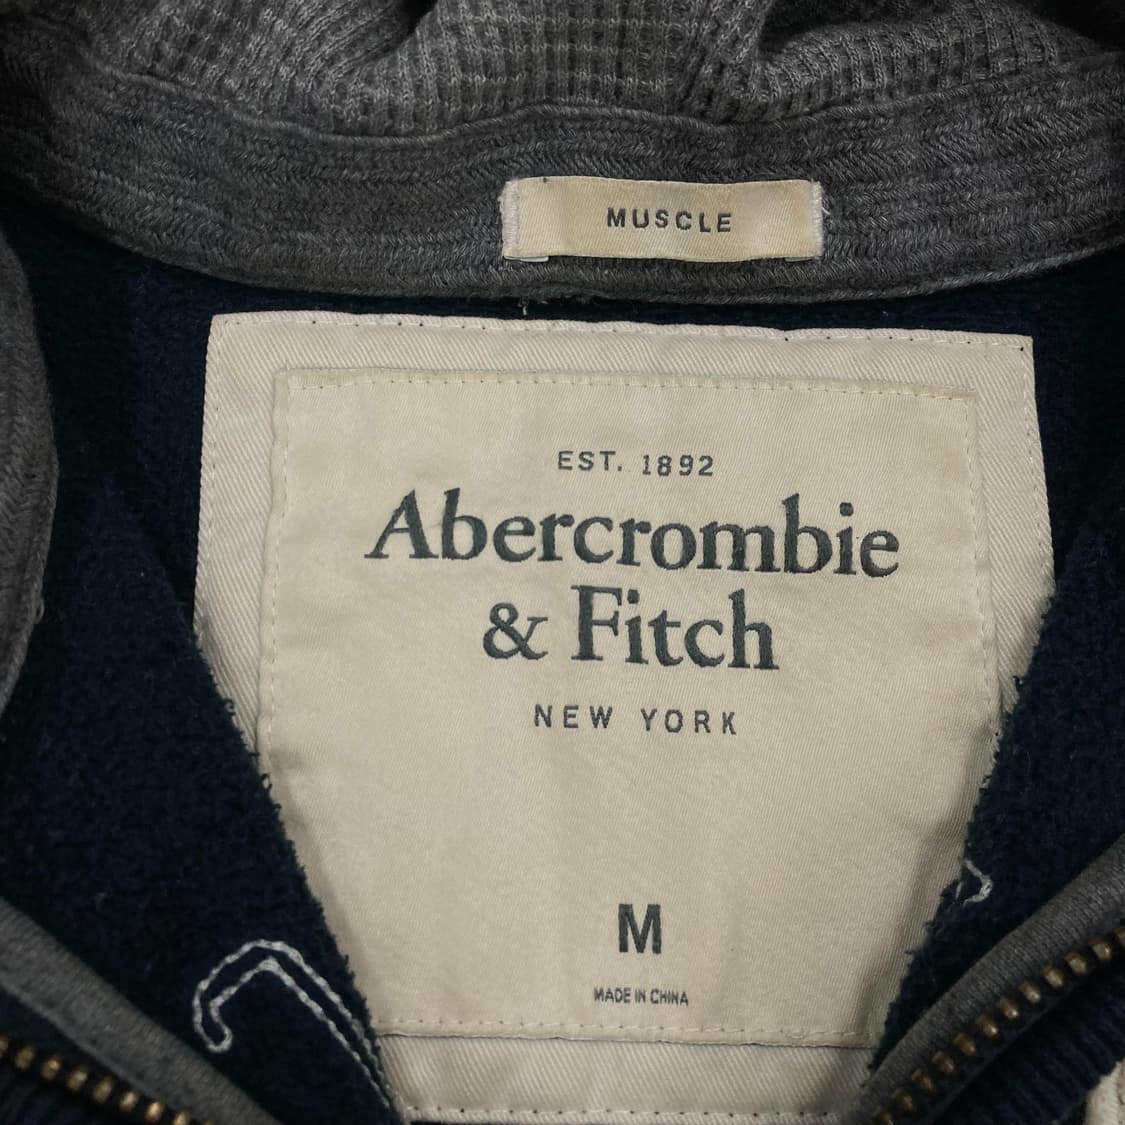 MUSCLE
EST. 1892
Abercrombie
& Fitch
NEW YORK
M
MADE IN CHINA